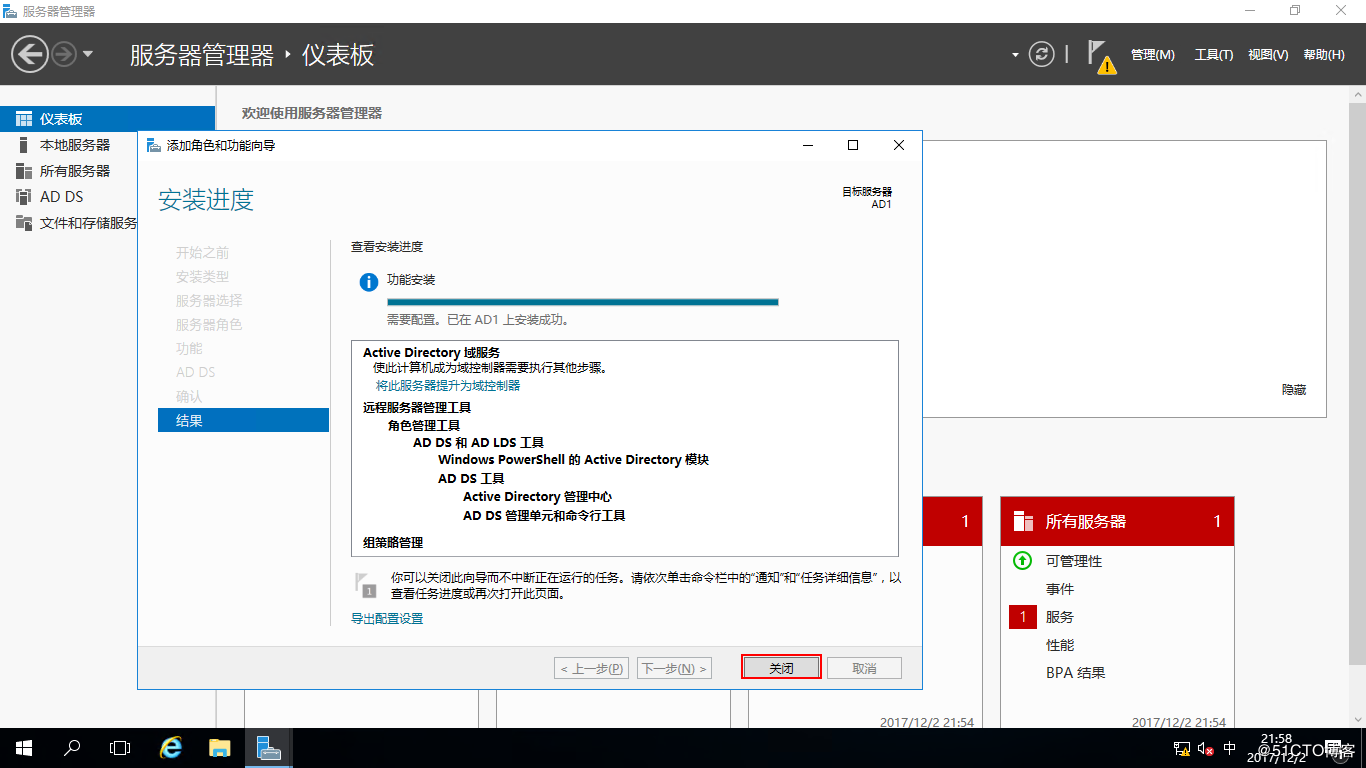 服务器管理器
服务器管理器 ‣ 仪表板
管理(M) 工具(T) 视图(V) 帮助(H)
仪表板
本地服务器
所有服务器
AD DS
文件和存储服务
欢迎使用服务器管理器
添加角色和功能向导
安装进度
目标服务器
AD1
开始之前
安装类型
服务器选择
服务器角色
功能
AD DS
确认
结果
查看安装进度
功能安装
需要配置。已在 AD1 上安装成功。
Active Directory 域服务
使此计算机成为域控制器需要执行其他步骤。
将此服务器提升为域控制器
远程服务器管理工具
角色管理工具
AD DS 和 AD LDS 工具
Windows PowerShell 的 Active Directory 模块
AD DS 工具
Active Directory 管理中心
AD DS 管理单元和命令行工具
组策略管理
1
你可以关闭此向导而不中断正在运行的任务。请依次单击命令栏中的"通知"和"任务详细信息"，以
查看任务进度或再次打开此页面。
导出配置设置
< 上一步(P) 下一步(N) > 关闭 取消
隐藏
1
所有服务器 1
可管理性
事件
1 服务
性能
BPA 结果
2017/12/2 21:54
2017/12/2 21:54
中
21:58
2017/12/2
@51CTO博客